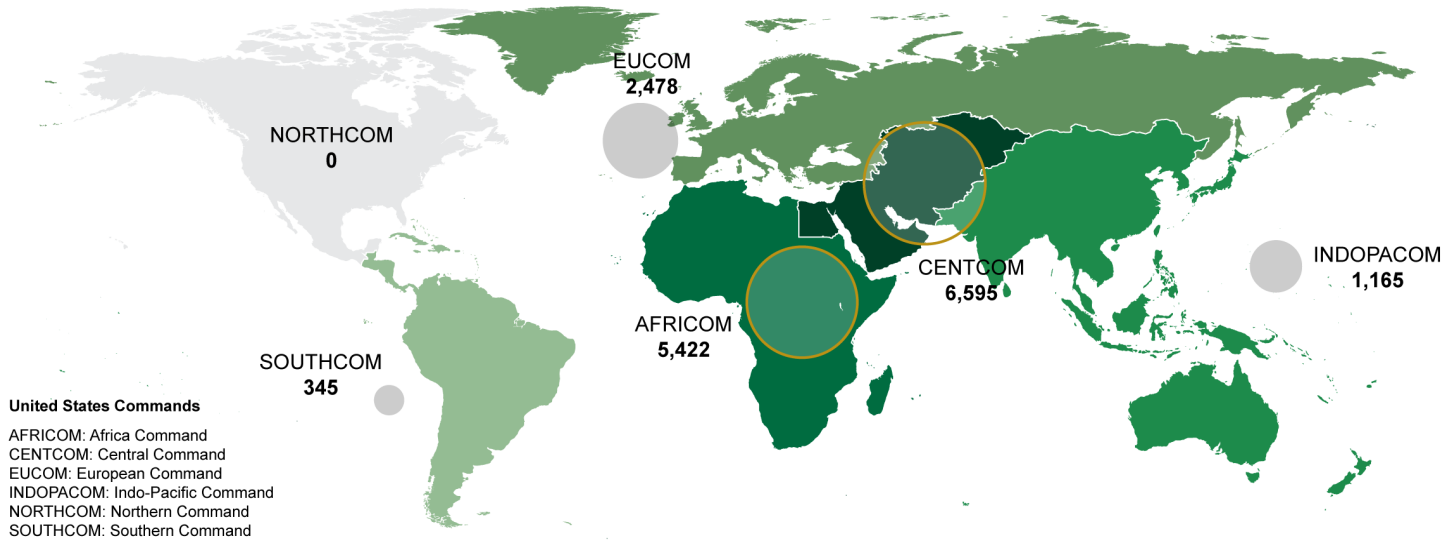 EUCOM
2,478
NORTHCOM
0
INDOPACOM
1,165
CENTCOM
6,595
AFRICOM
5,422
SOUTHCOM
345
United States Commands
AFRICOM: Africa Command
CENTCOM: Central Command
EUCOM: European Command
INDOPACOM: Indo-Pacific Command
NORTHCOM: Northern Command
SOUTHCOM: Southern Command